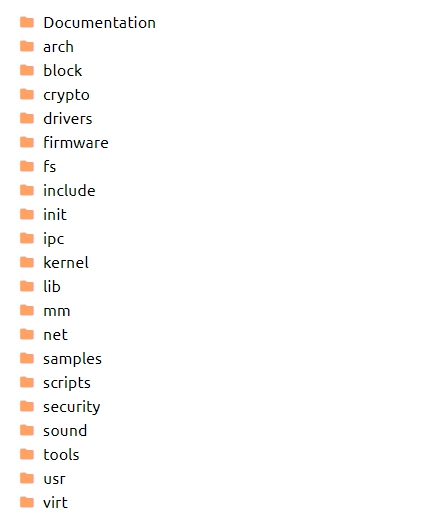 Documentation
arch
block
crypto
drivers
firmware
fs
include
init
ipc
kernel
lib
mm
net
samples
scripts
security
sound
tools
usr
virt